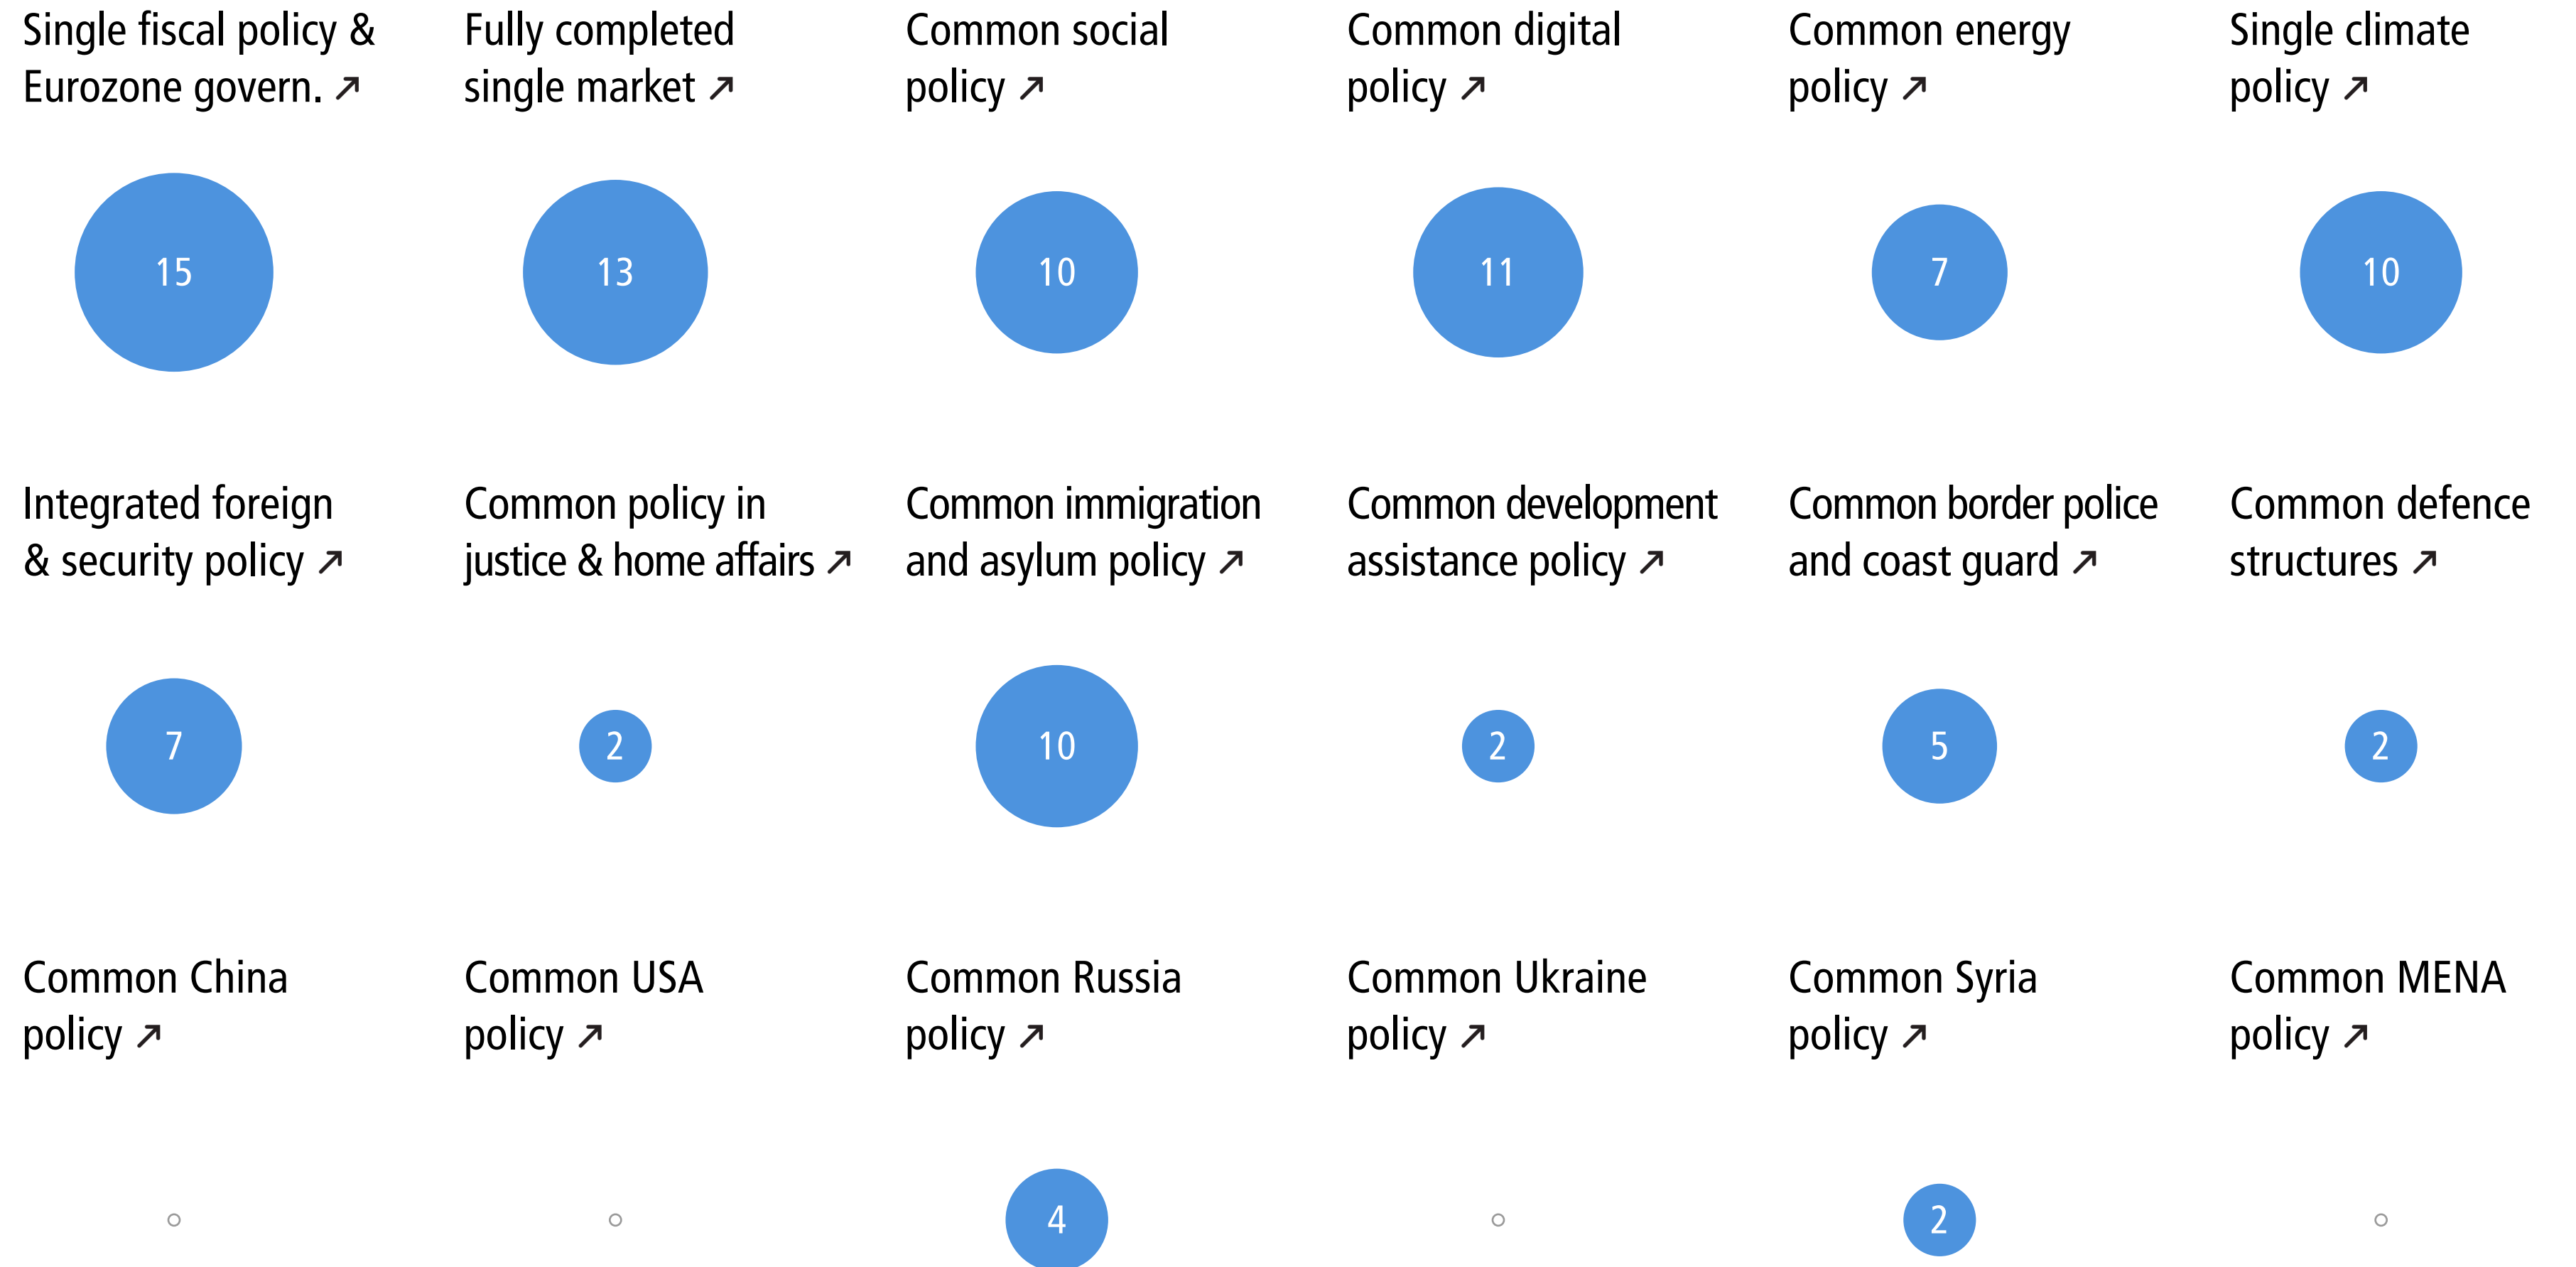 Single fiscal policy &
Eurozone govern. ↗
Fully completed
single market ↗
Common social
policy ↗
Common digital
policy ↗
Common energy
policy ↗
Single climate
policy ↗
15
13
10
11
7
10
Integrated foreign
& security policy ↗
Common policy in
justice & home affairs ↗
Common immigration
and asylum policy ↗
Common development
assistance policy ↗
Common border police
and coast guard ↗
Common defence
structures ↗
7
2
10
2
5
2
Common China
policy ↗
Common USA
policy ↗
Common Russia
policy ↗
Common Ukraine
policy ↗
Common Syria
policy ↗
Common MENA
policy ↗
4
2